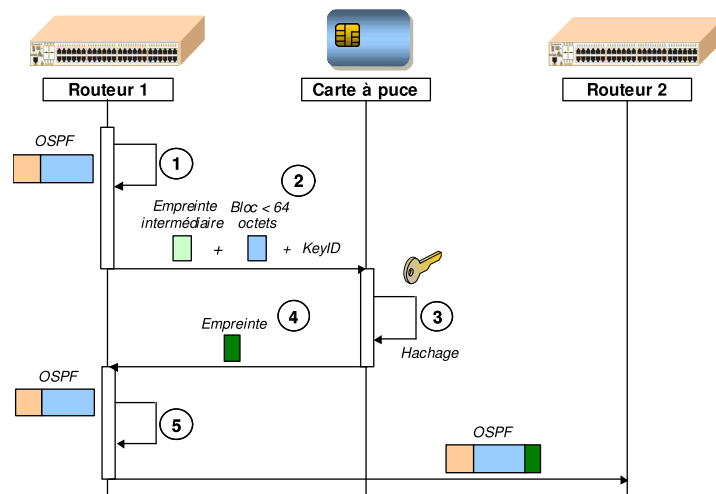 Routeur 1
Carte à puce
Routeur 2
OSPF
1
2
Empreinte
intermédiaire
Bloc < 64
octets
+
+ KeyID
3
Hachage
4
Empreinte
OSPF
5
OSPF